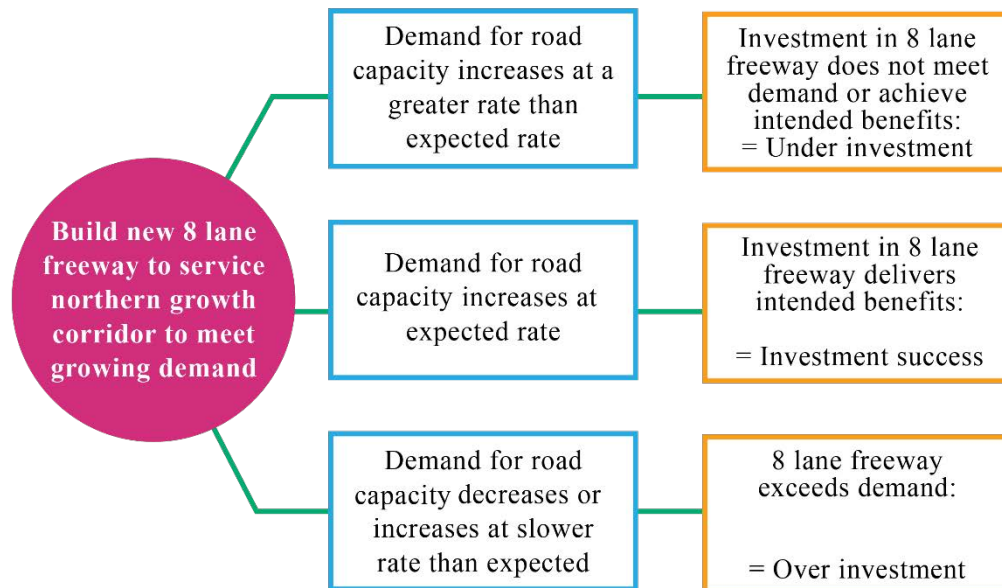 Build new 8 lane
freeway to service
northern growth
corridor to meet
growing demand
Demand for road
capacity increases at a
greater rate than
expected rate
Investment in 8 lane
freeway does not meet
demand or achieve
intended benefits:
= Under investment
Demand for road
capacity increases at
expected rate
Investment in 8 lane
freeway delivers
intended benefits:
= Investment success
Demand for road
capacity decreases or
increases at slower
rate than expected
8 lane freeway
exceeds demand:
= Over investment